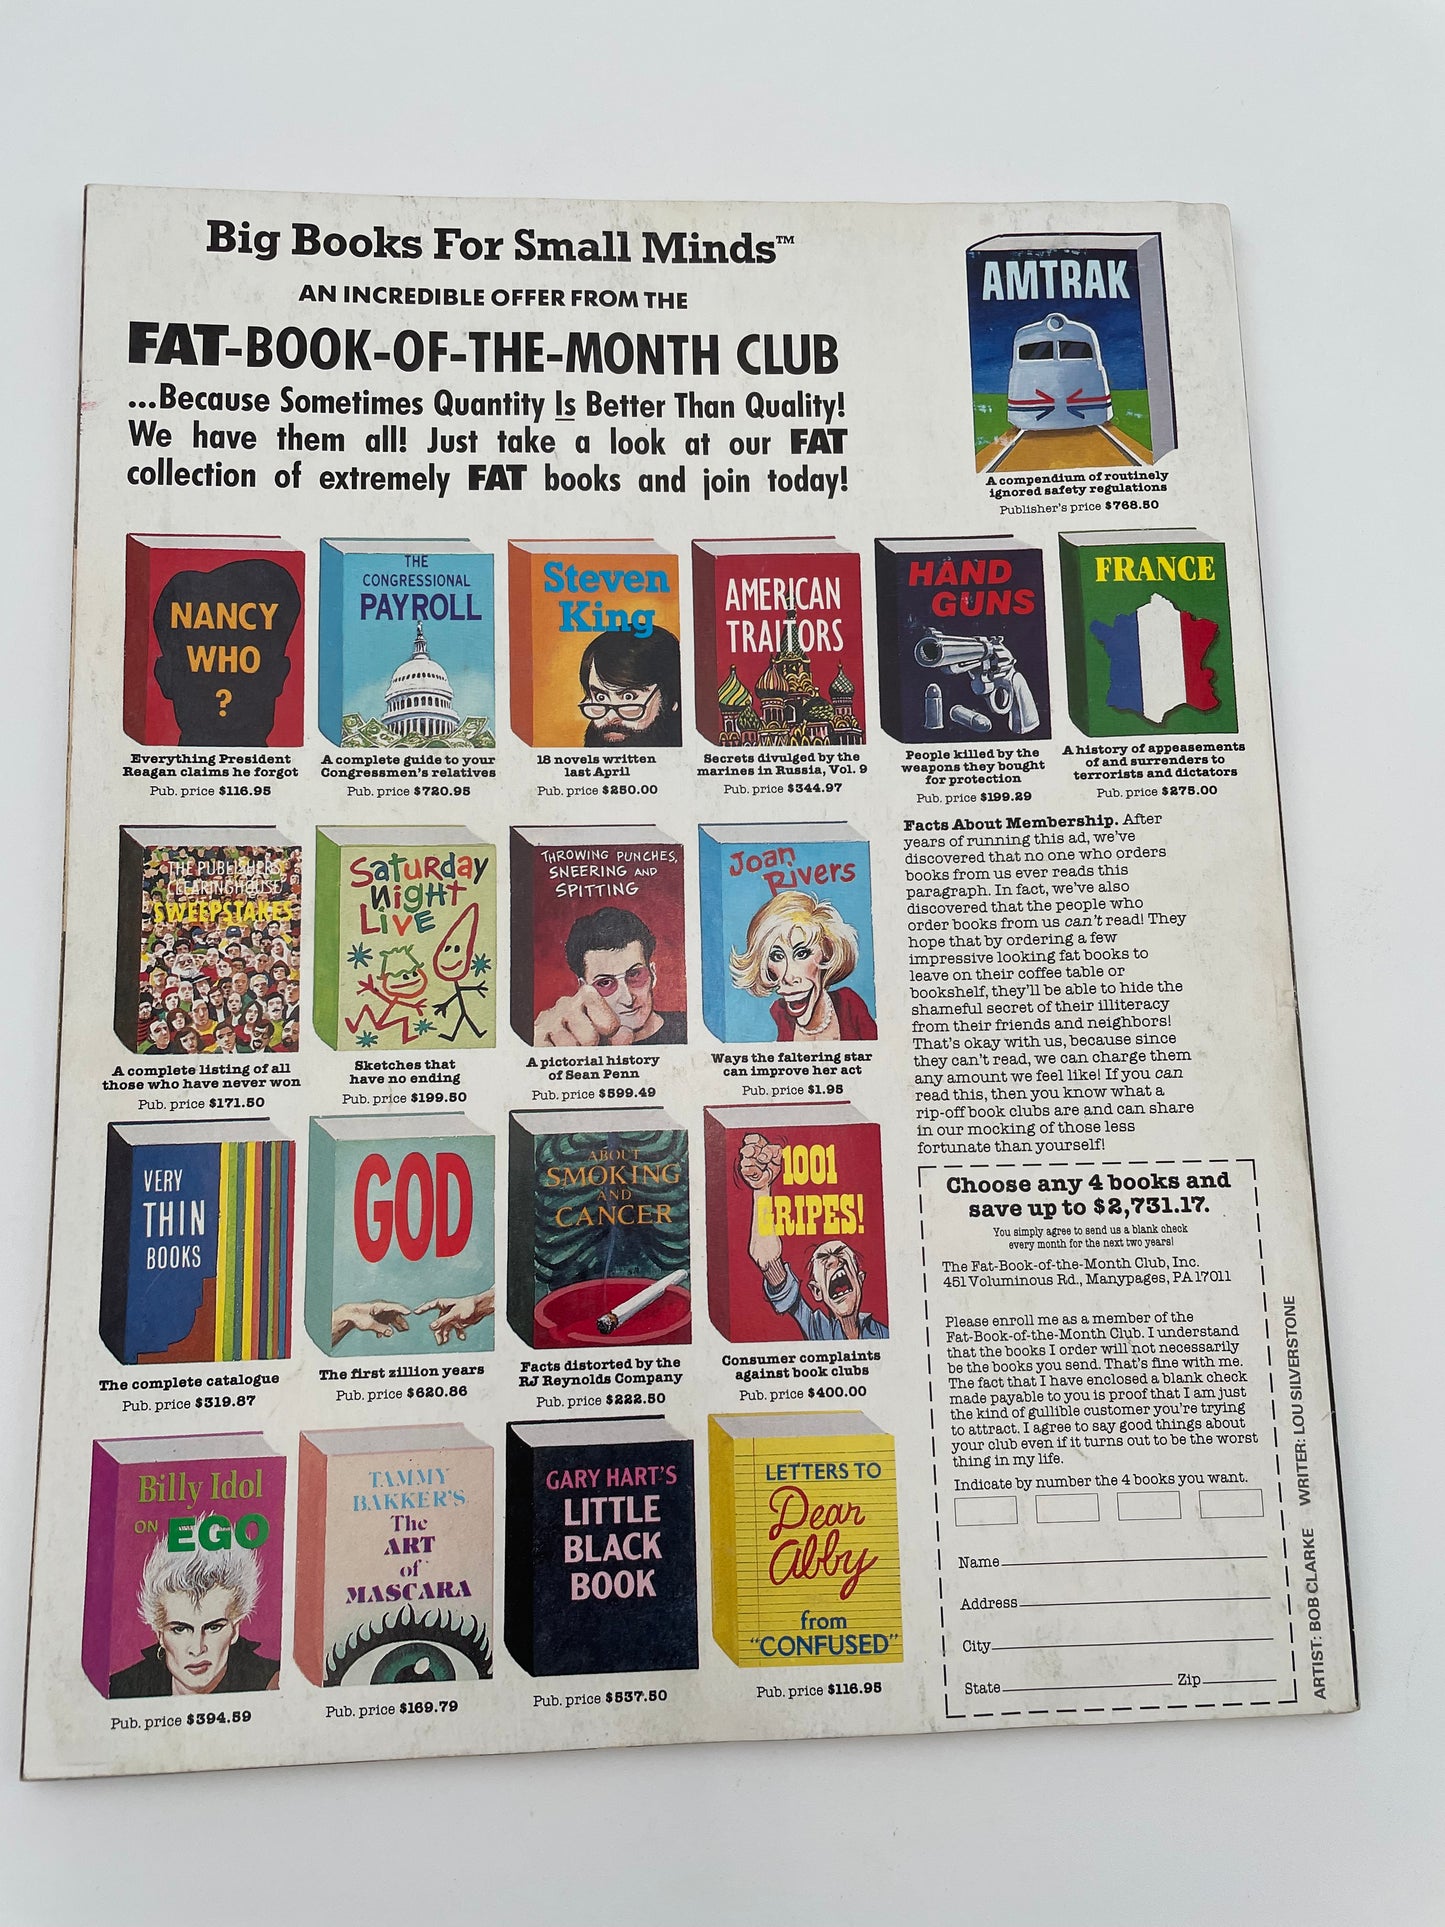 Big Books For Small Minds™
AN INCREDIBLE OFFER FROM THE
FAT-BOOK-OF-THE-MONTH CLUB
...Because Sometimes Quantity Is Better Than Quality!
We have them all! Just take a look at our FAT
collection of extremely FAT books and join today!
AMTRAK
A compendium of routinely
ignored safety regulations
Publisher's price $768.50
NANCY
WHO
?
Everything President
Reagan claims he forgot
Pub. price $116.95
THE
CONGRESSIONAL
PAYROLL
A complete guide to your
Congressmen's relatives
Pub. price $720.95
Steven
King
18 novels written
last April
Pub. price $250.00
AMERICAN
TRAITORS
Secrets divulged by the
marines in Russia, Vol. 9
Pub. price $344.97
HAND
GUNS
People killed by the
weapons they bought
for protection
Pub. price $199.29
FRANCE
A history of appeasements
of and surrenders to
terrorists and dictators
Pub. price $275.00
THE PUBLISHERS
CLEARINGHOUSE
SWEEPSTAKES
A complete listing of all
those who have never won
Pub. price $171.50
SATURDAY
NIGHT
LIVE
Sketches that
have no ending
Pub. price $199.50
THROWING PUNCHES,
SNEERING AND
SPITTING
A pictorial history
of Sean Penn
Pub. price $599.49
Joan
Rivers
Ways the faltering star
can improve her act
Pub. price $1.95
VERY
THIN
BOOKS
The complete catalogue
Pub. price $319.87
GOD
The first zillion years
Pub. price $620.86
ABOUT
SMOKING
AND
CANCER
Facts distorted by the
RJ Reynolds Company
Pub. price $222.50
1001
GRIPES!
Consumer complaints
against book clubs
Pub. price $400.00
Billy Idol
ON EGO
Pub. price $394.59
TAMMY
BAKKER'S
The
ART
of
MASCARA
Pub. price $169.79
GARY HART'S
LITTLE
BLACK
BOOK
Pub. price $537.50
LETTERS TO
Dear
Abby
from
"CONFUSED"
Pub. price $116.95
Facts About Membership. After
years of running this ad, we've
discovered that no one who orders
books from us ever reads this
paragraph. In fact, we've also
discovered that the people who
order books from us can't read! They
hope that by ordering a few
impressive looking fat books to
leave on their coffee table or
bookshelf, they'll be able to hide the
shameful secret of their illiteracy
from their friends and neighbors!
That's okay with us, because since
they can't read, we can charge them
any amount we feel like! If you can
read this, then you know what a
rip-off book clubs are and can share
in our mocking of those less
fortunate than yourself!
Choose any 4 books and
save up to $2,731.17.
You simply agree to send us a blank check
every month for the next two years!
The Fat-Book-of-the-Month Club, Inc.
451 Voluminous Rd., Manypages, PA 17011
Please enroll me as a member of the
Fat-Book-of-the-Month Club. I understand
that the books I order will not necessarily
be the books you send. That's fine with me.
The fact that I have enclosed a blank check
made payable to you is proof that I am just
the kind of gullible customer you're trying
to attract. I agree to say good things about
your club even if it turns out to be the worst
thing in my life.
Indicate by number the 4 books you want.
Name
Address
City
State Zip
ARTIST: BOB CLARKE WRITER: LOU SILVERSTONE